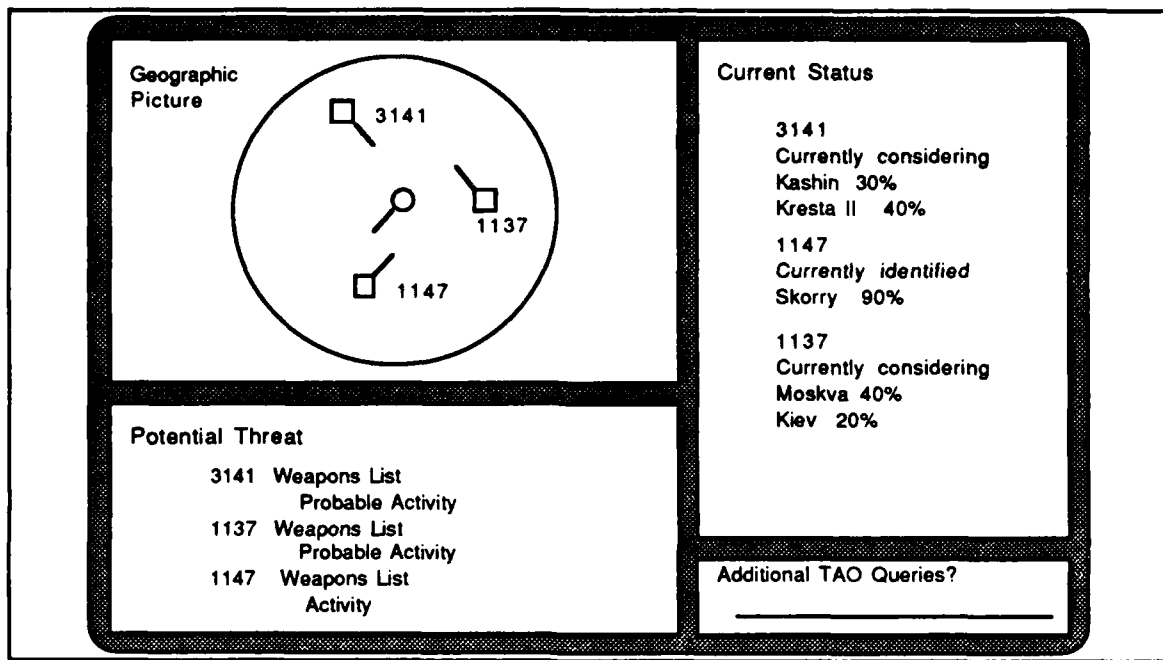 Geographic
Picture
3141
1137
1147
Potential Threat
3141 Weapons List
Probable Activity
1137 Weapons List
Probable Activity
1147 Weapons List
Activity
Current Status
3141
Currently considering
Kashin 30%
Kresta II 40%
1147
Currently identified
Skorry 90%
1137
Currently considering
Moskva 40%
Kiev 20%
Additional TAO Queries?